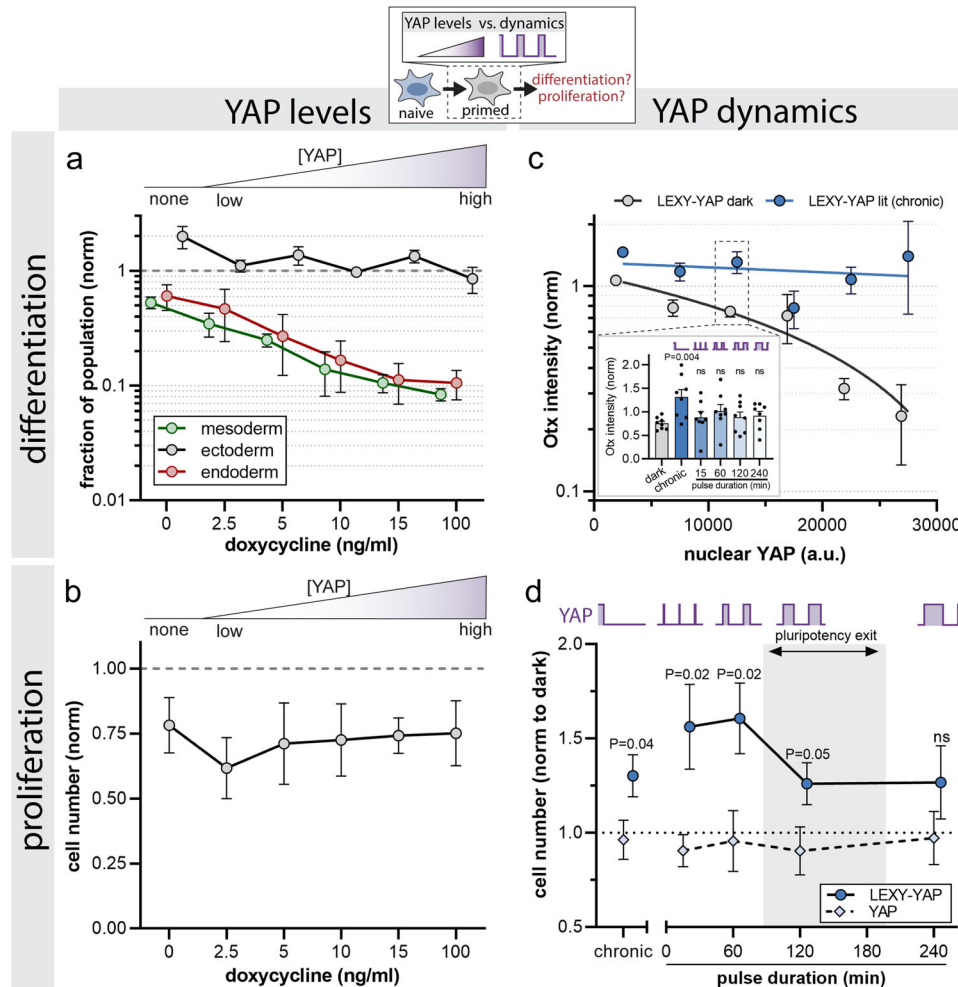 YAP levels vs. dynamics
naive
primed
differentiation?
proliferation?
YAP levels
YAP dynamics
differentiation
a
[YAP]
none
low
high
fraction of population (norm)
1
0.1
0.01
mesoderm
ectoderm
endoderm
0 2.5 5 10 15 100
doxycycline (ng/ml)
c
LEXY-YAP dark
LEXY-YAP lit (chronic)
Otx intensity (norm)
1
0.1
Otx intensity (norm)
2.0
1.5
1.0
0.5
0.0
P=0.004
ns ns ns ns
dark chronic 15 60 120 240
pulse duration (min)
0 10000 20000 30000
nuclear YAP (a.u.)
proliferation
b
[YAP]
none
low
high
cell number (norm)
1.00
0.75
0.50
0.25
0.00
0 2.5 5 10 15 100
doxycycline (ng/ml)
d
YAP
pluripotency exit
cell number (norm to dark)
2.0
1.5
1.0
0.5
P=0.04
P=0.02
P=0.02
P=0.05
ns
LEXY-YAP
YAP
chronic 0 60 120 180 240
pulse duration (min)